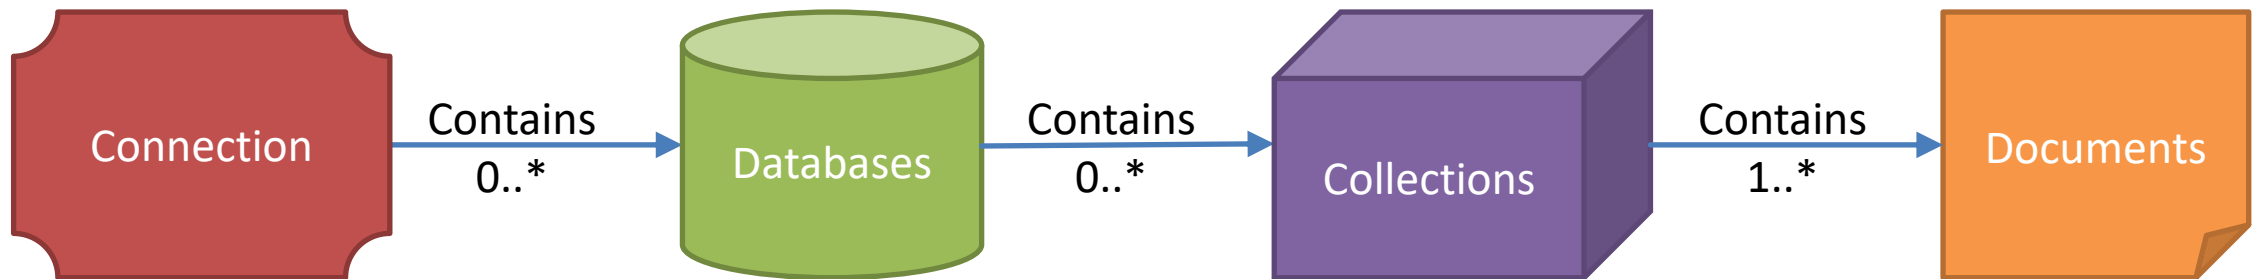 Connection
Contains
0..*
Databases
Contains
0..*
Collections
Contains
1..*
Documents